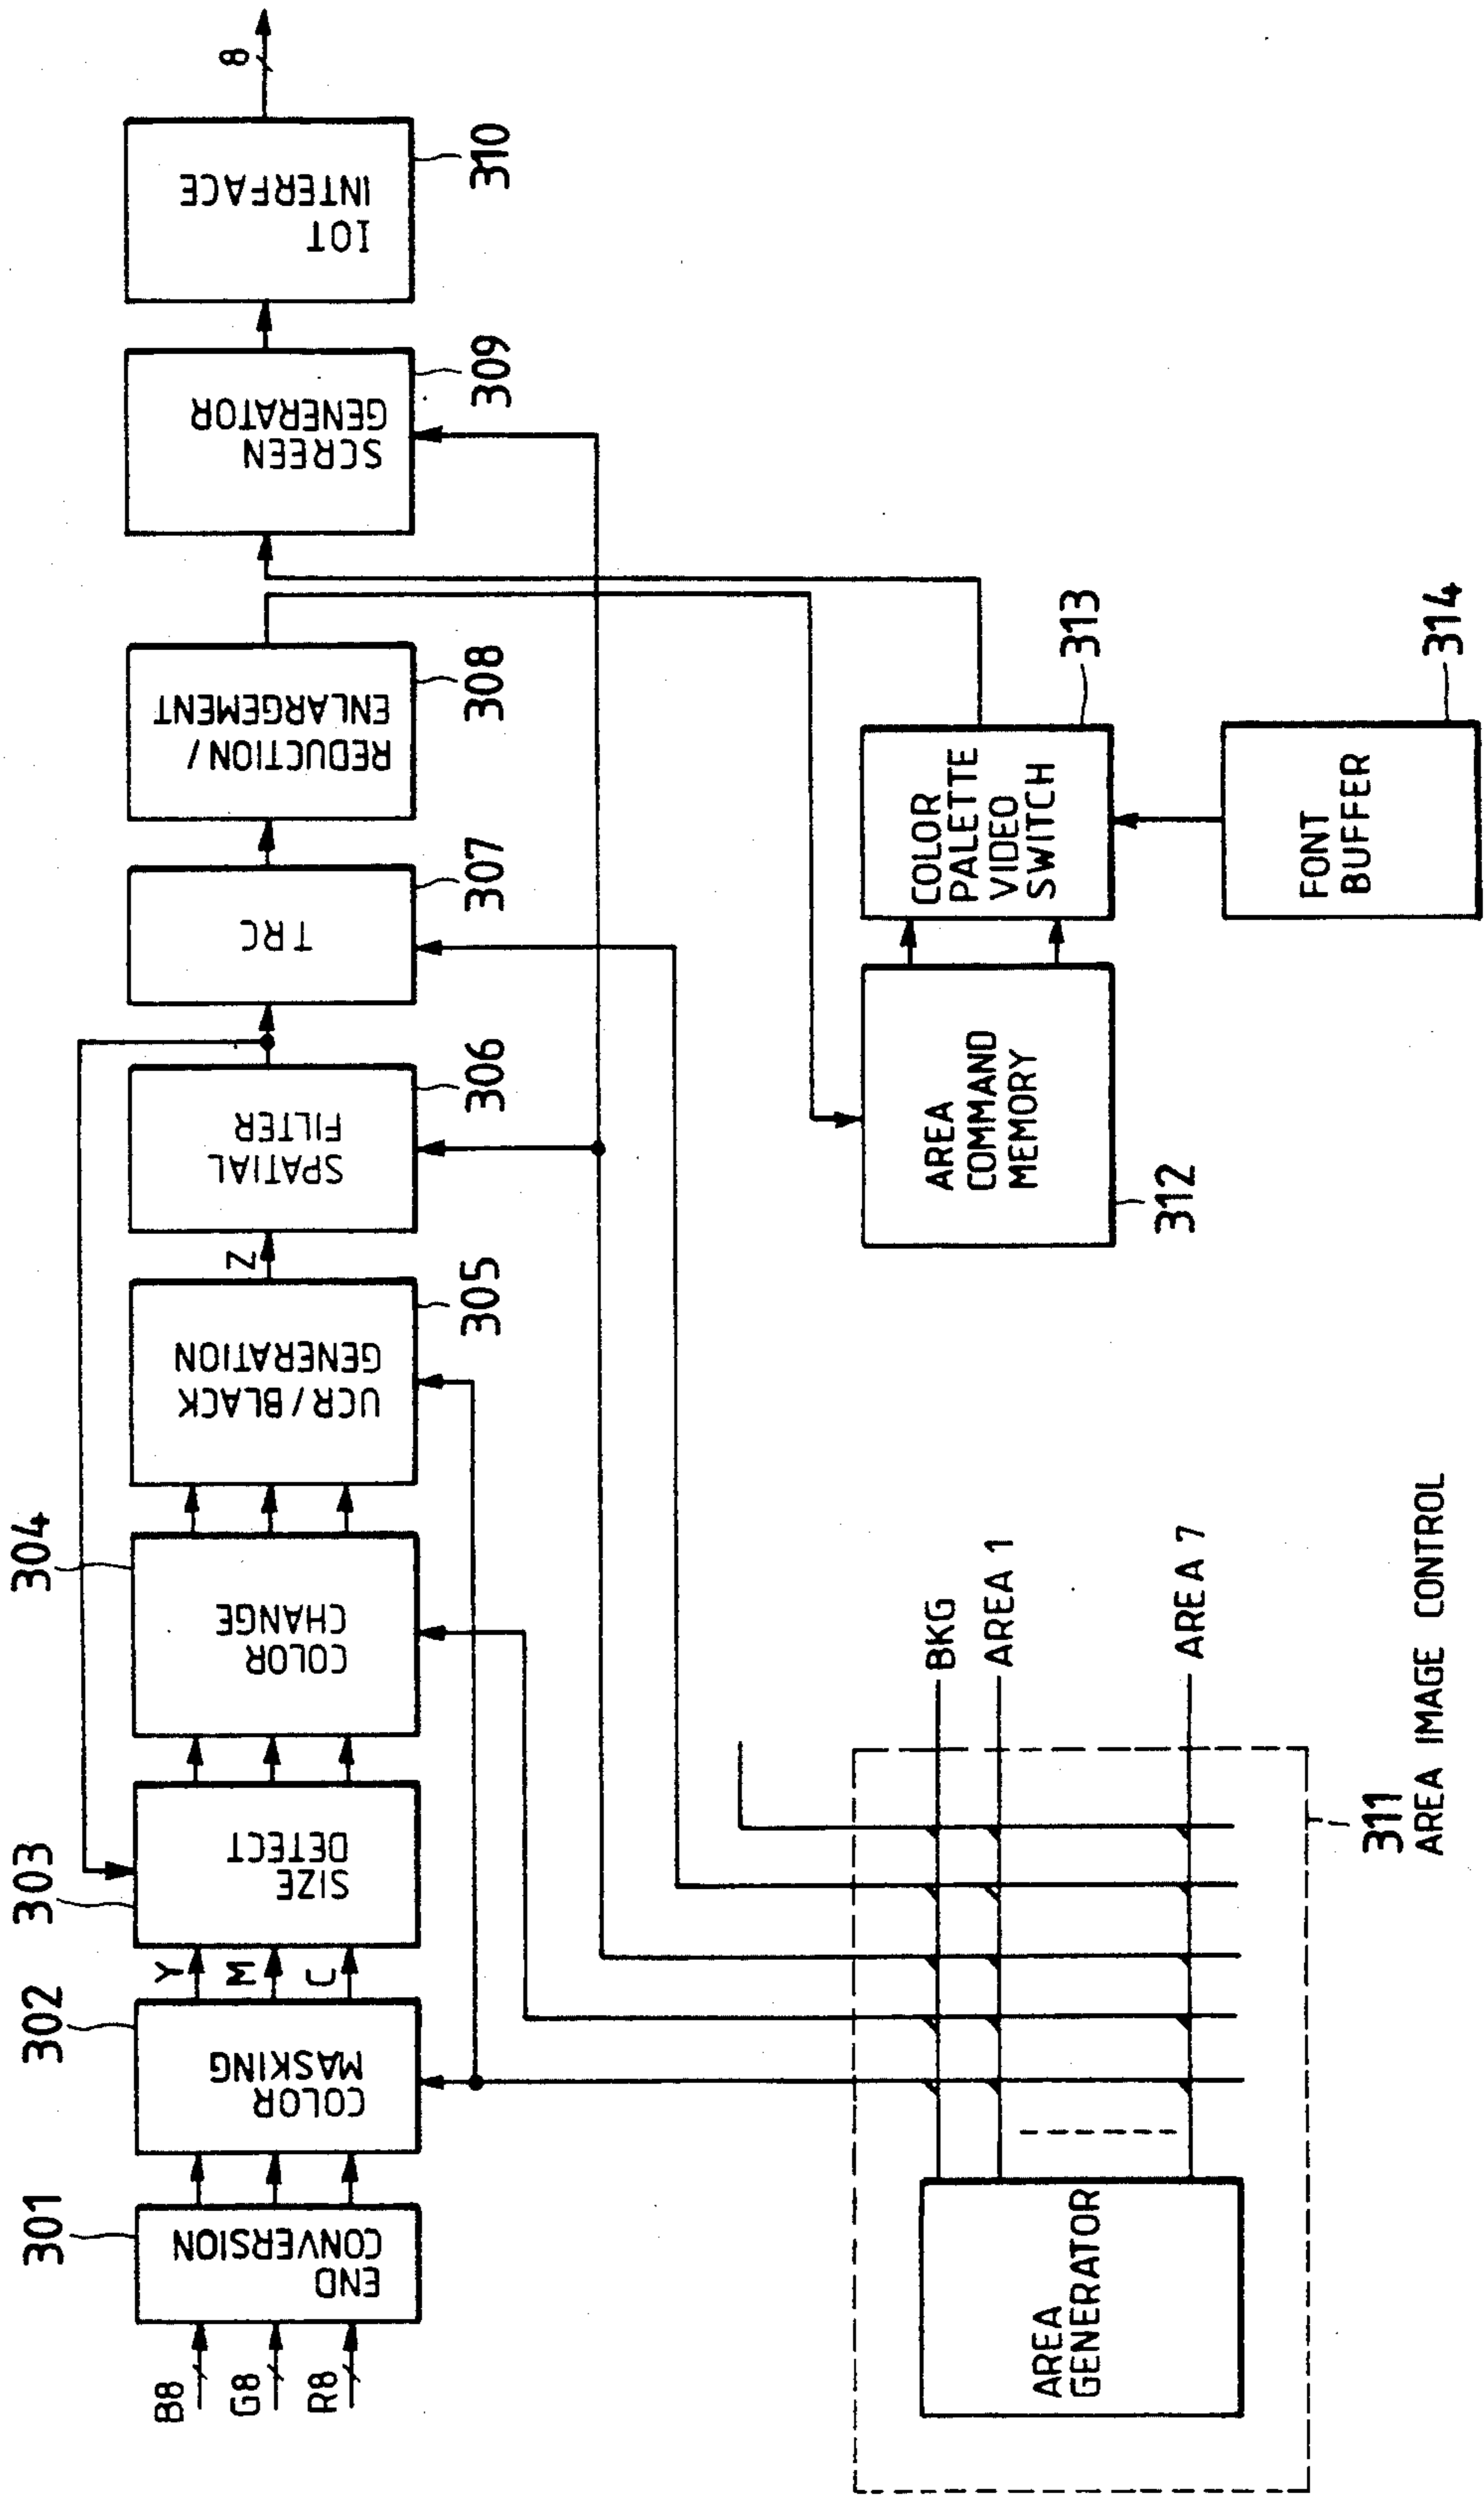 301
302
303
304
B8
G8
R8
END
CONVERSION
COLOR
MASKING
Y
M
C
SIZE
DETECT
COLOR
CHANGE
UCR/BLACK
GENERATION
305
Z
SPATIAL
FILTER
306
TRC
307
REDUCTION/
ENLARGEMENT
308
SCREEN
GENERATOR
309
IOT
INTERFACE
310
8
AREA
GENERATOR
BKG
AREA 1
AREA 7
311
AREA IMAGE CONTROL
AREA
COMMAND
MEMORY
312
COLOR
PALETTE
VIDEO
SWITCH
313
FONT
BUFFER
314